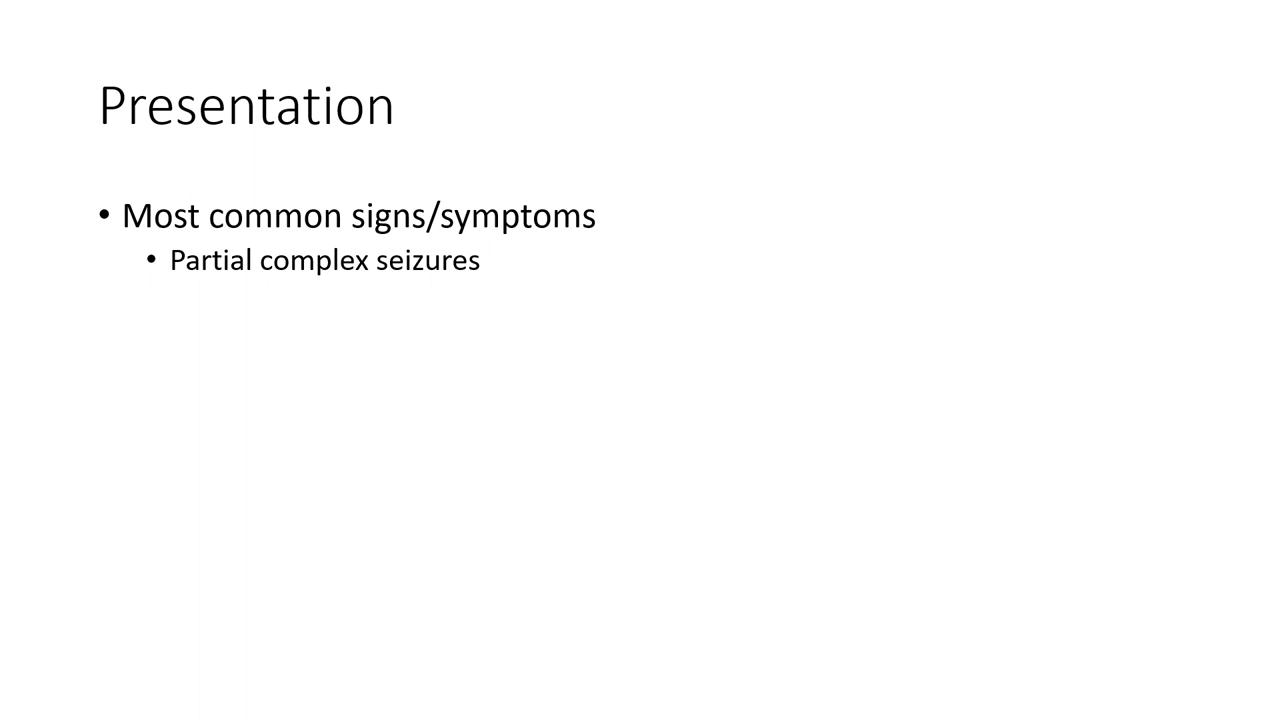 Presentation
• Most common signs/symptoms
• Partial complex seizures